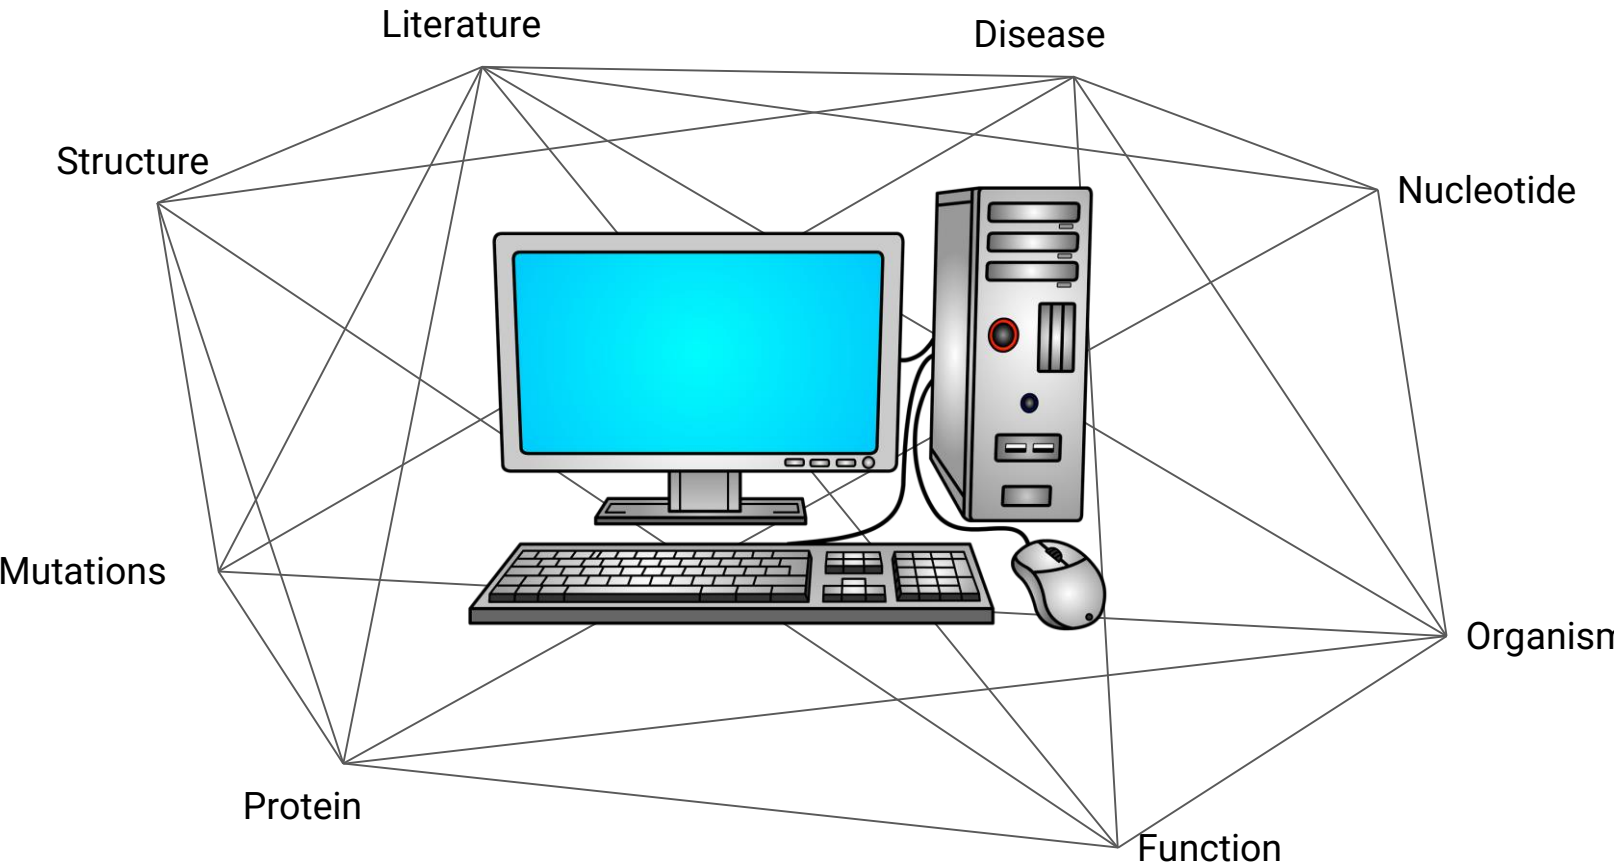 Literature
Disease
Structure
Nucleotide
Mutations
Organism
Protein
Function